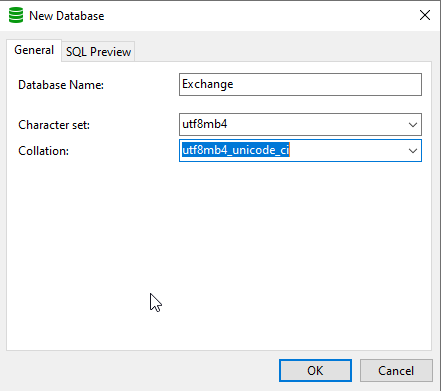 New Database
General SQL Preview
Database Name: Exchange
Character set: utf8mb4
Collation: utf8mb4_unicode_ci
OK Cancel